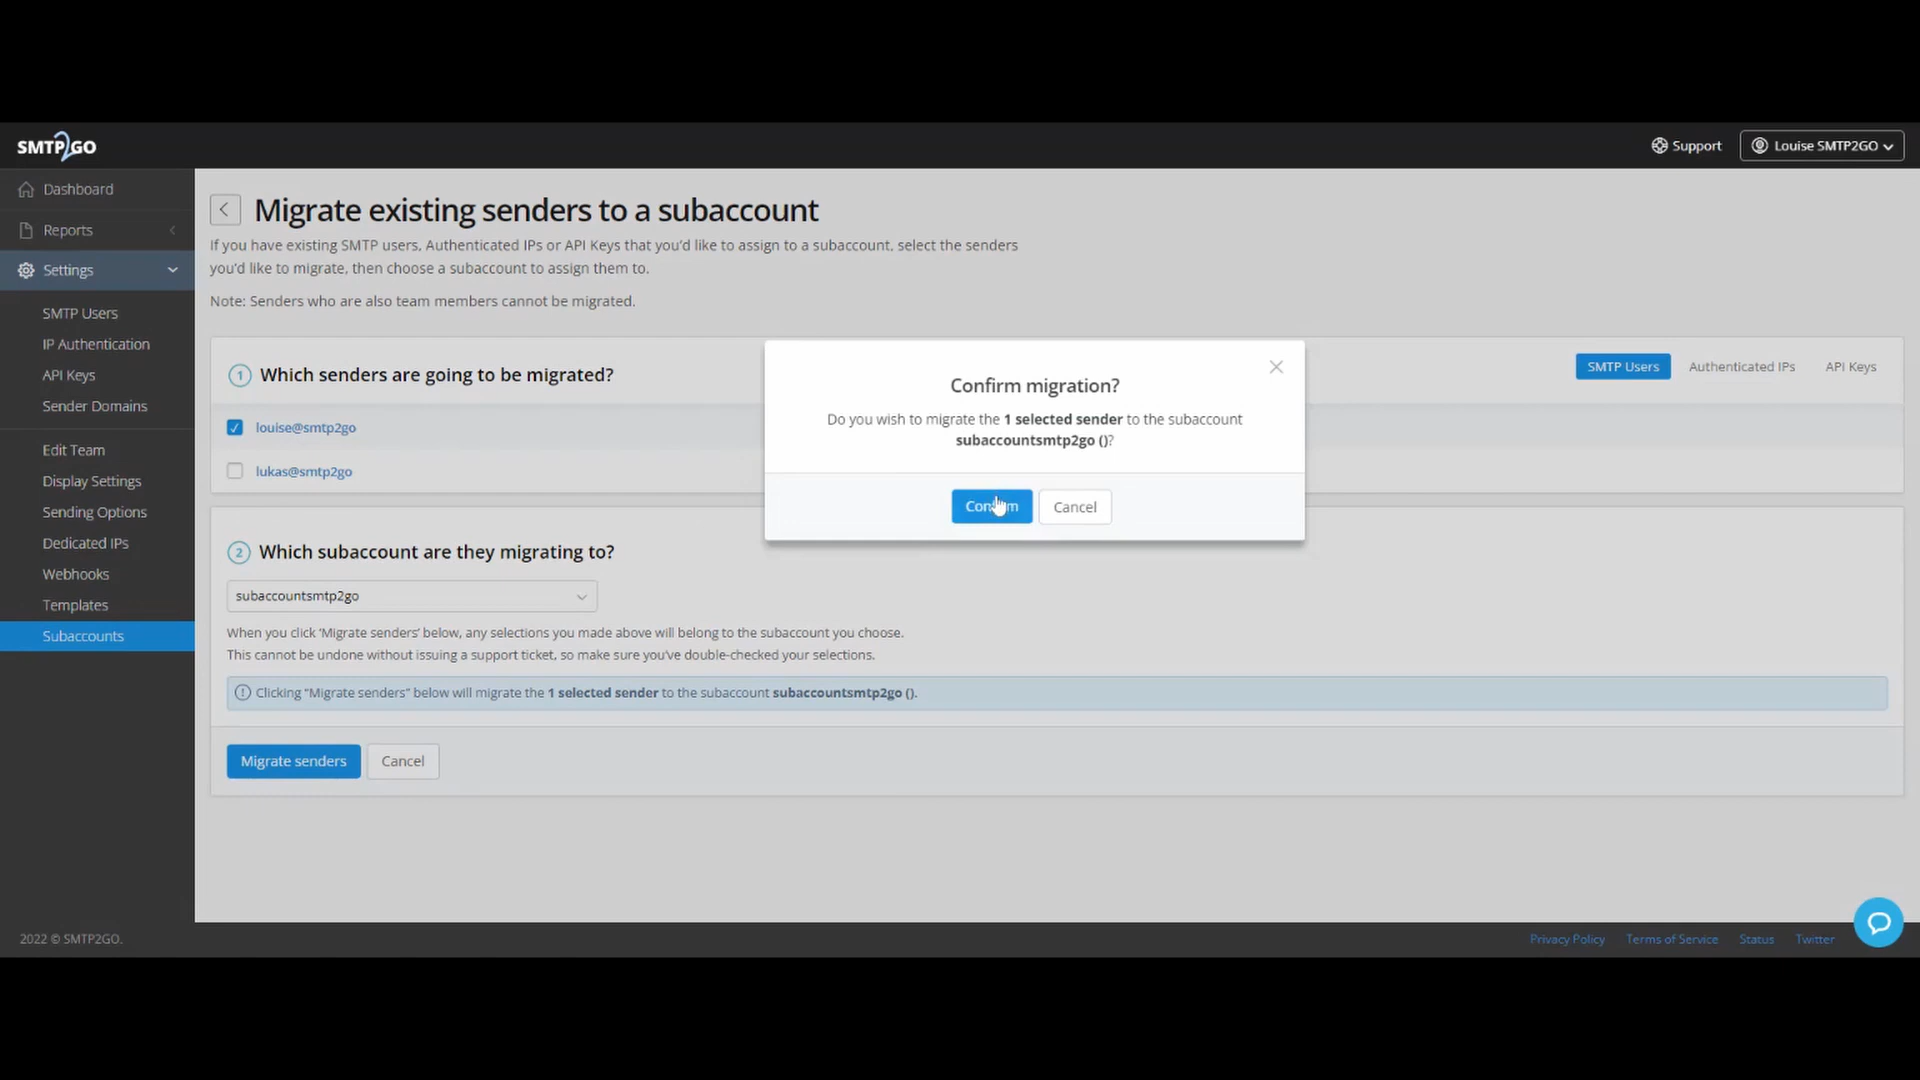 SMTP2GO
Support
Louise SMTP2GO
Dashboard
Reports
Settings
SMTP Users
IP Authentication
API Keys
Sender Domains
Edit Team
Display Settings
Sending Options
Dedicated IPs
Webhooks
Templates
Subaccounts
Migrate existing senders to a subaccount
If you have existing SMTP users, Authenticated IPs or API Keys that you'd like to assign to a subaccount, select the senders
you'd like to migrate, then choose a subaccount to assign them to.
Note: Senders who are also team members cannot be migrated.
1 Which senders are going to be migrated?
SMTP Users Authenticated IPs API Keys
louise@smtp2go
lukas@smtp2go
Confirm migration?
Do you wish to migrate the 1 selected sender to the subaccount
subaccountsmtp2go ()?
Confirm Cancel
2 Which subaccount are they migrating to?
subaccountsmtp2go
When you click 'Migrate senders' below, any selections you made above will belong to the subaccount you choose.
This cannot be undone without issuing a support ticket, so make sure you've double-checked your selections.
Clicking "Migrate senders" below will migrate the 1 selected sender to the subaccount subaccountsmtp2go ().
Migrate senders Cancel
2022 © SMTP2GO.
Privacy Policy Terms of Service Status Twitter